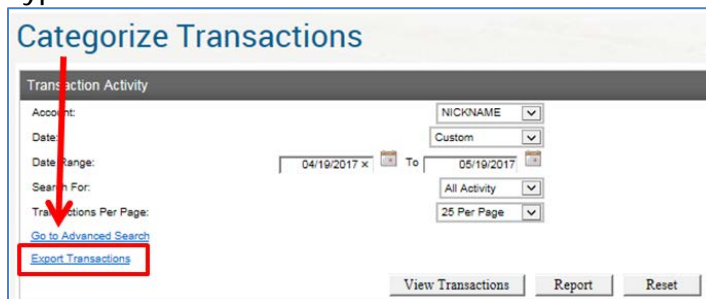 Categorize Transactions
Transaction Activity
Account: NICKNAME
Date: Custom
Date Range: 04/19/2017 × To 05/19/2017
Search For: All Activity
Transactions Per Page: 25 Per Page
Go to Advanced Search
Export Transactions
View Transactions Report Reset